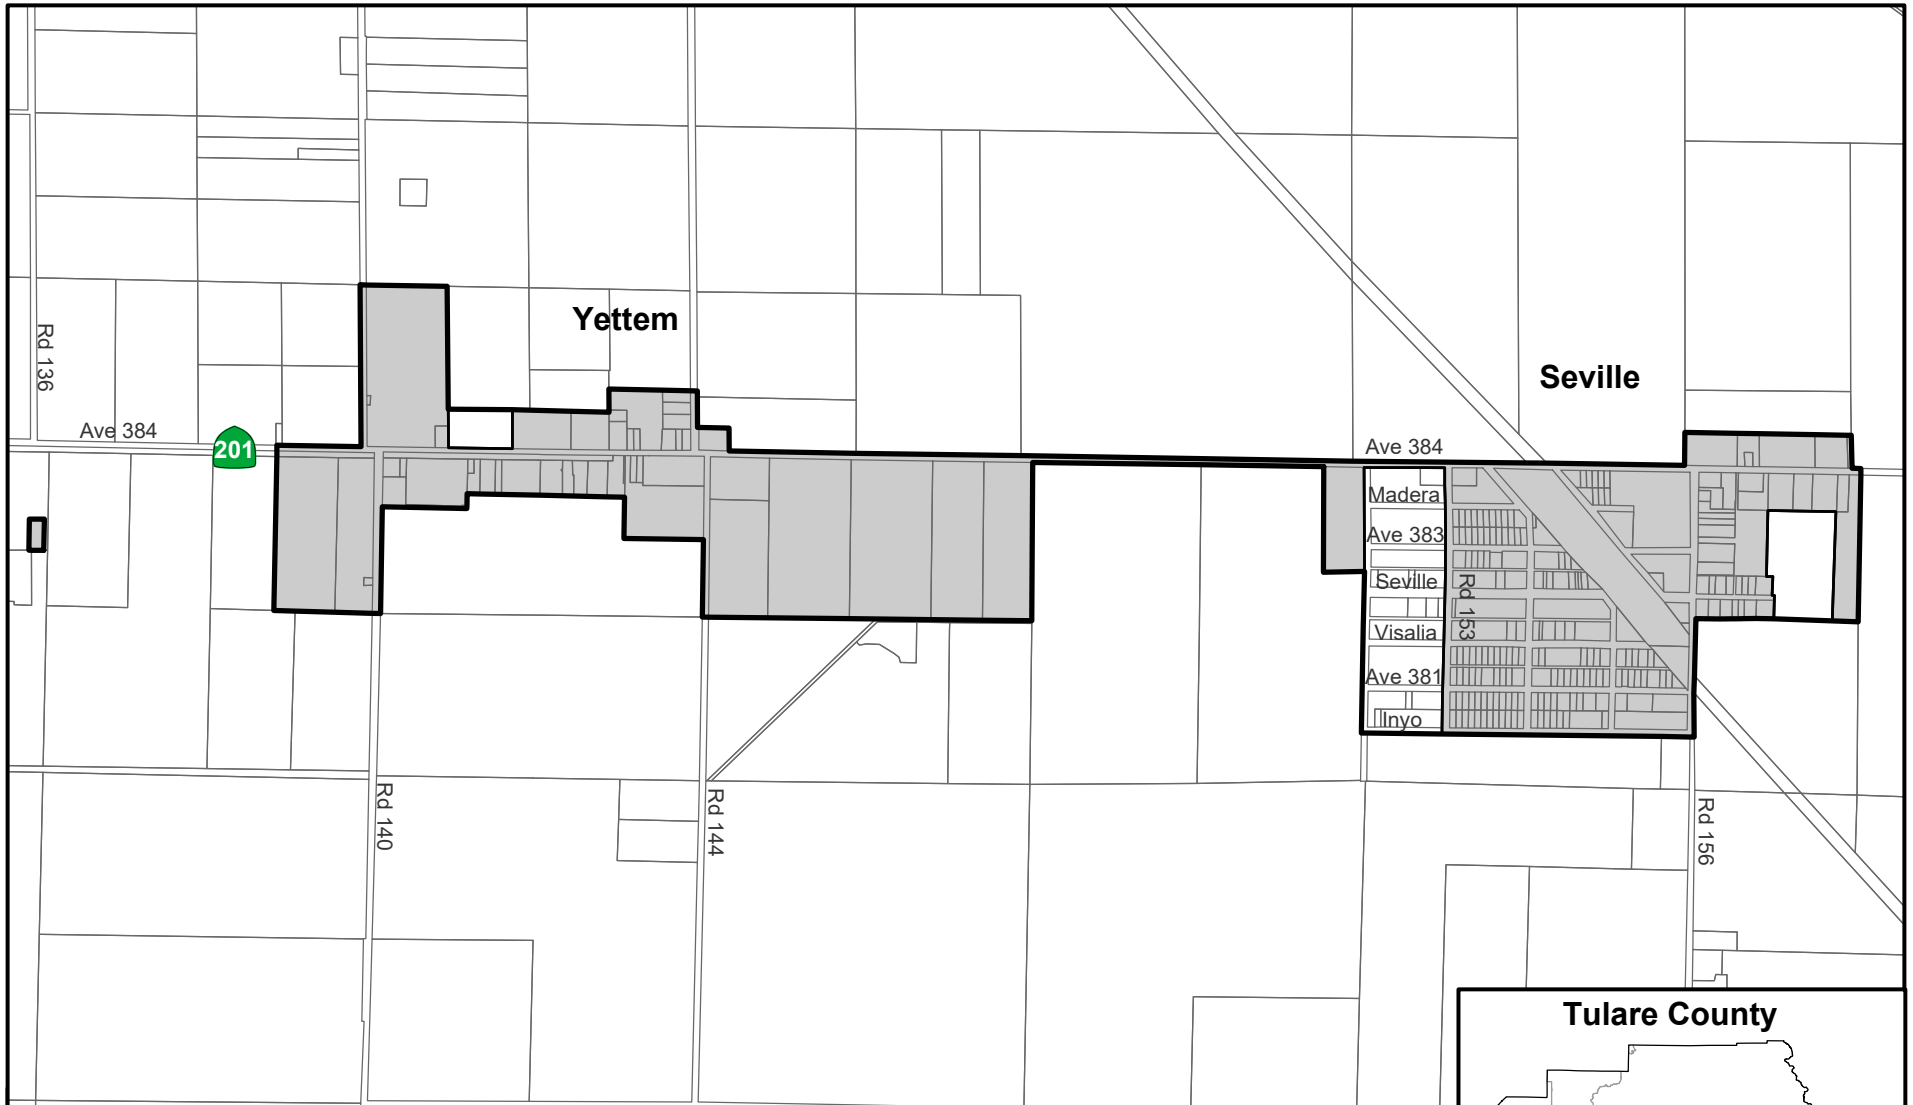 Yettem
Rd 136
Seville
Ave 384
201
Ave 384
Madera
Ave 383
Seville
Rd 153
Visalia
Ave 381
Inyo
Rd 140
Rd 144
Rd 156
Tulare County